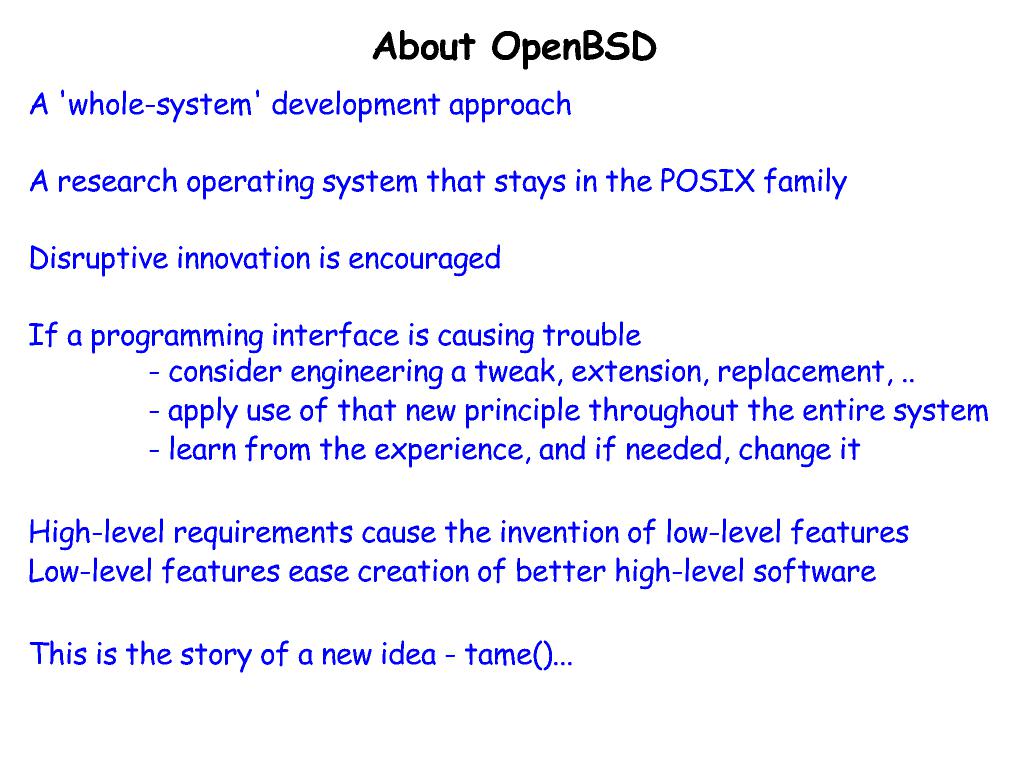 About OpenBSD
A 'whole-system' development approach
A research operating system that stays in the POSIX family
Disruptive innovation is encouraged
If a programming interface is causing trouble
- consider engineering a tweak, extension, replacement, ..
- apply use of that new principle throughout the entire system
- learn from the experience, and if needed, change it
High-level requirements cause the invention of low-level features
Low-level features ease creation of better high-level software
This is the story of a new idea - tame()...